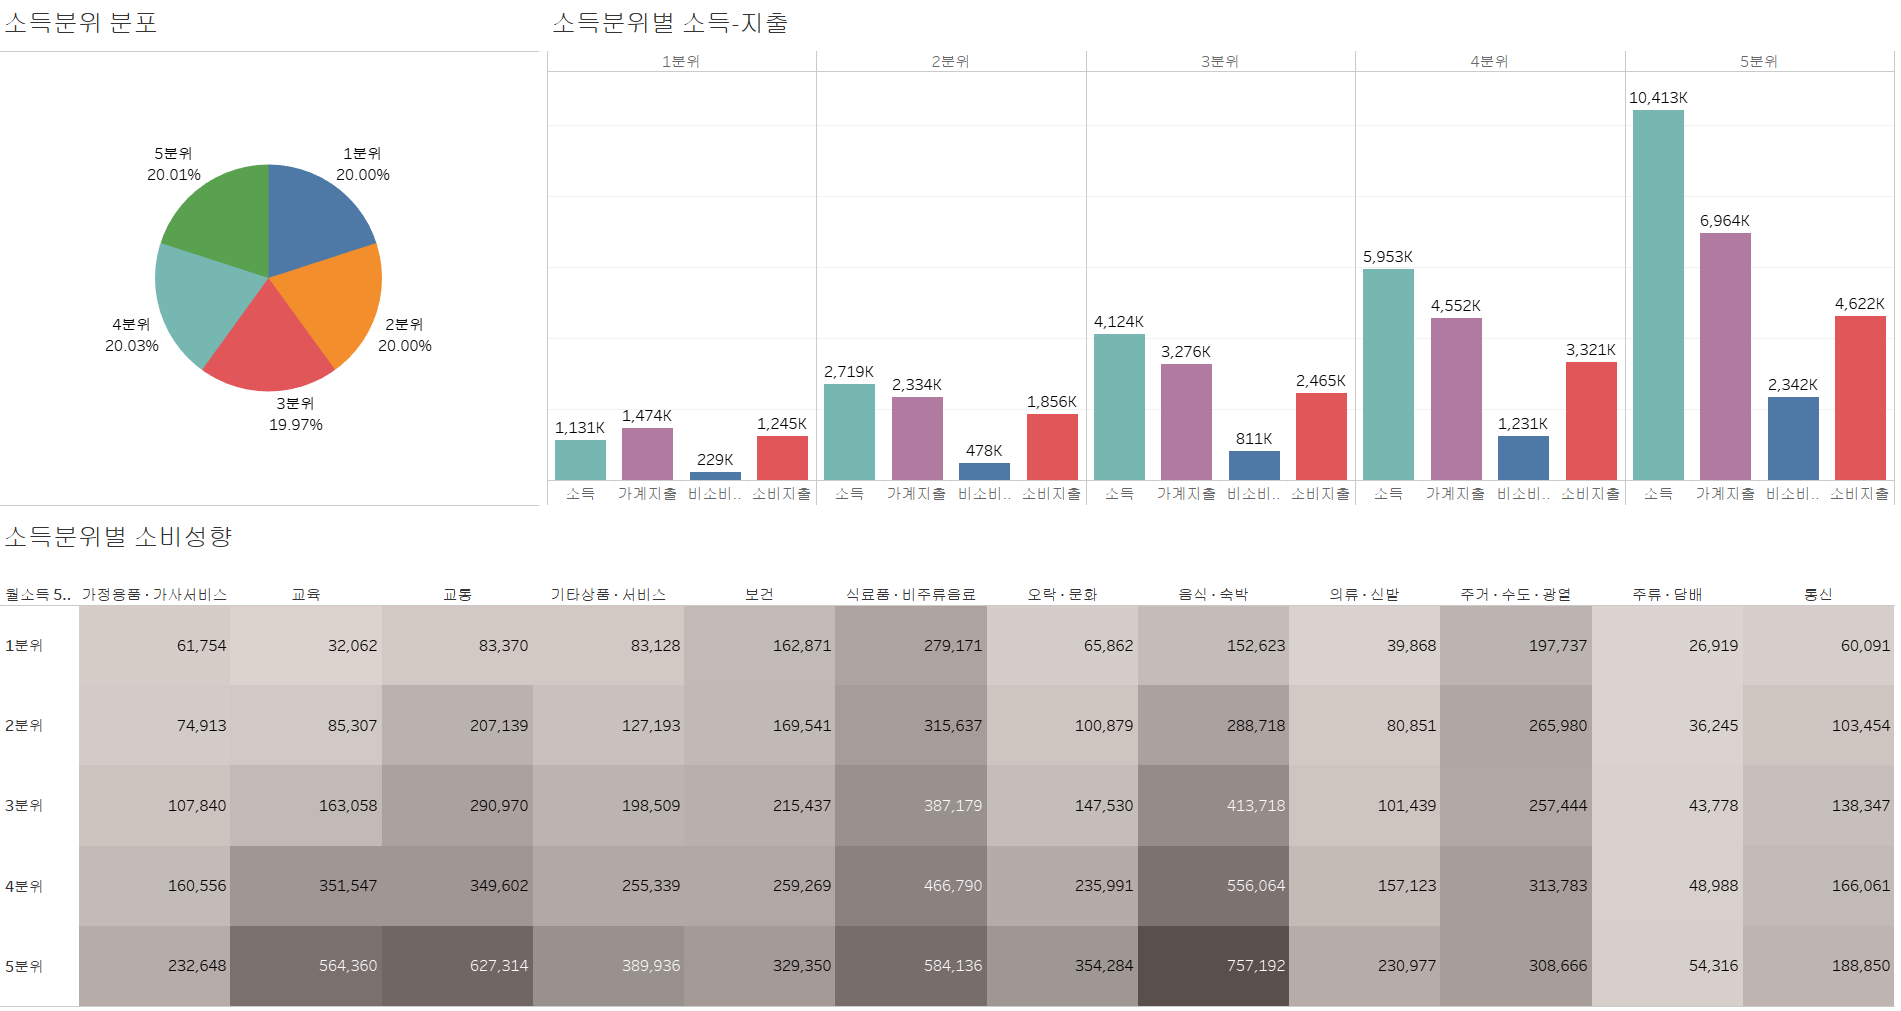 소득분위 분포
5분위
20.01%
1분위
20.00%
4분위
20.03%
2분위
20.00%
3분위
19.97%
소득분위별 소득-지출
1분위 2분위 3분위 4분위 5분위
1,131K 1,474K 229K 1,245K
2,719K 2,334K 478K 1,856K
4,124K 3,276K 811K 2,465K
5,953K 4,552K 1,231K 3,321K
10,413K 6,964K 2,342K 4,622K
소득 가계지출 비소비.. 소비지출 소득 가계지출 비소비.. 소비지출 소득 가계지출 비소비.. 소비지출 소득 가계지출 비소비.. 소비지출 소득 가계지출 비소비.. 소비지출
소득분위별 소비성향
월소득 5.. 가정용품 · 가사서비스 교육 교통 기타상품 · 서비스 보건 식료품 · 비주류음료 오락 · 문화 음식 · 숙박 의류 · 신발 주거 · 수도 · 광열 주류 · 담배 통신
1분위 61,754 32,062 83,370 83,128 162,871 279,171 65,862 152,623 39,868 197,737 26,919 60,091
2분위 74,913 85,307 207,139 127,193 169,541 315,637 100,879 288,718 80,851 265,980 36,245 103,454
3분위 107,840 163,058 290,970 198,509 215,437 387,179 147,530 413,718 101,439 257,444 43,778 138,347
4분위 160,556 351,547 349,602 255,339 259,269 466,790 235,991 556,064 157,123 313,783 48,988 166,061
5분위 232,648 564,360 627,314 389,936 329,350 584,136 354,284 757,192 230,977 308,666 54,316 188,850